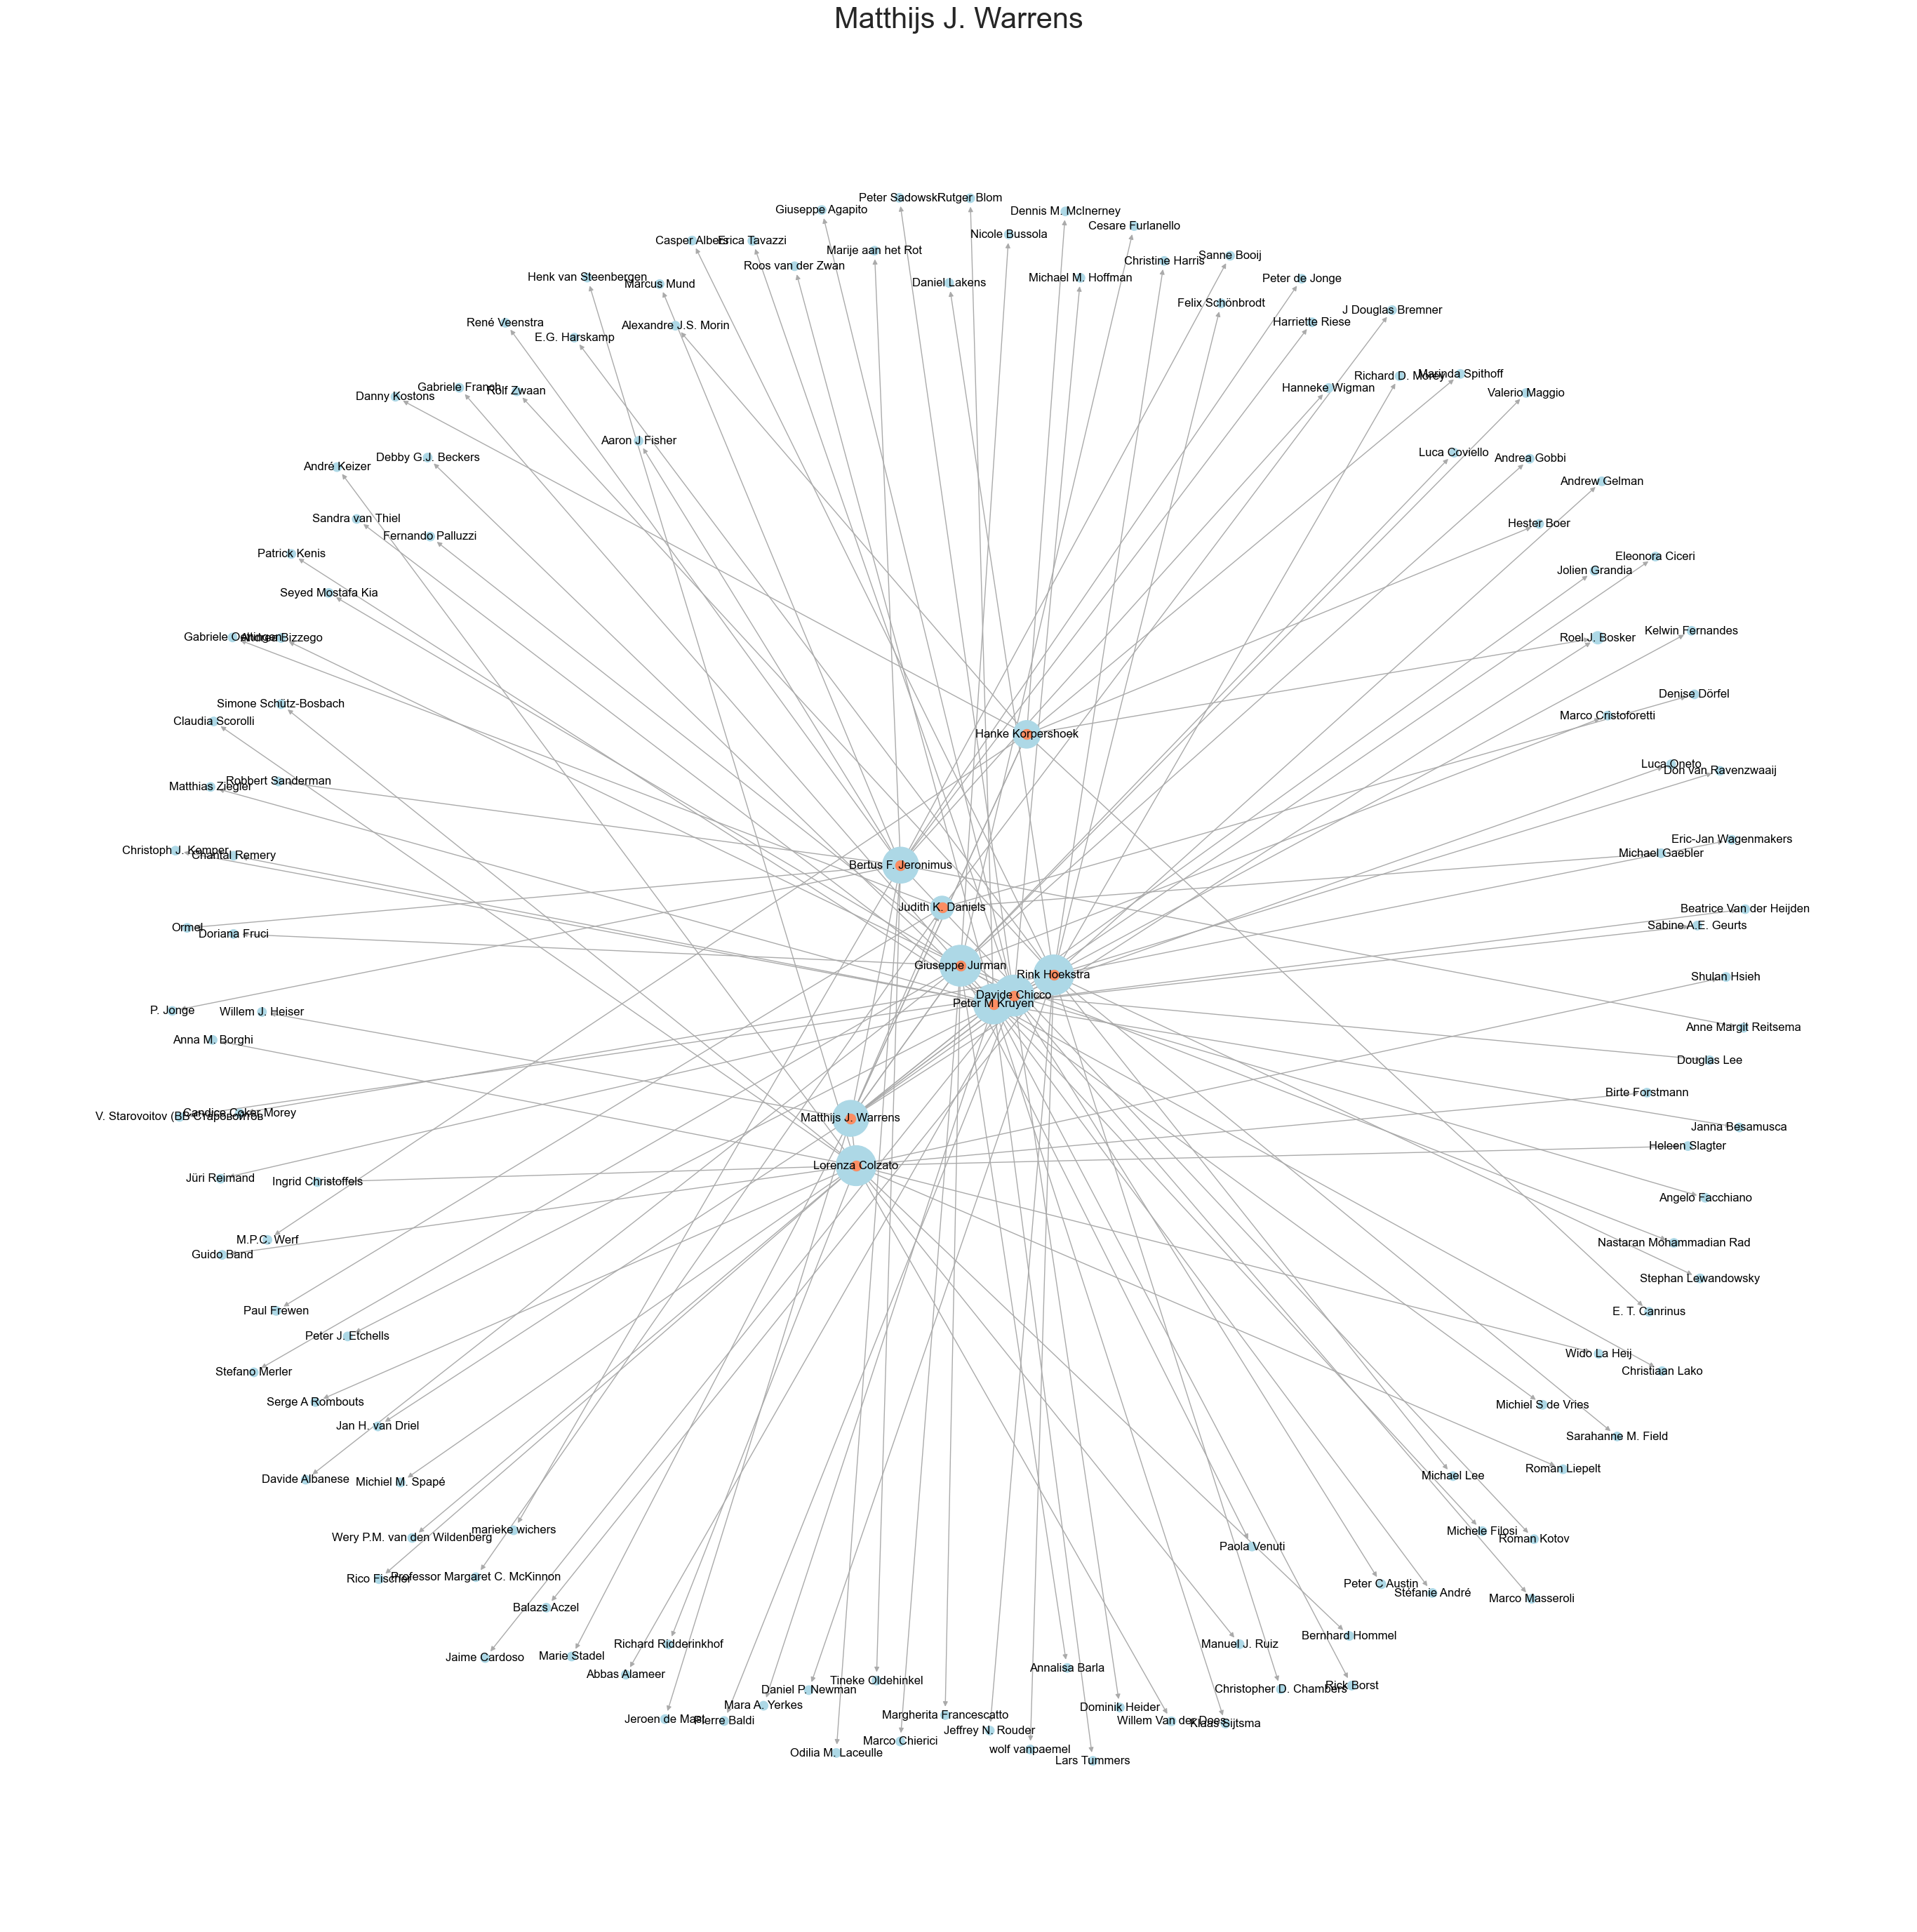 Matthijs J. Warrens
Peter Sadowski
Rutger Blom
Giuseppe Agapito
Dennis M. McInerney
Cesare Furlanello
Nicole Bussola
Casper Albers
Erica Tavazzi
Marije aan het Rot
Sanne Booij
Christine Harris
Roos van der Zwan
Henk van Steenbergen
Marcus Mund
Daniel Lakens
Michael M. Hoffman
Peter de Jonge
Felix Schönbrodt
J Douglas Bremner
René Veenstra
Alexandre J.S. Morin
Harriette Riese
E.G. Harskamp
Richard D. Morey
Marinda Spithoff
Gabriele Franch
Rolf Zwaan
Hanneke Wigman
Valerio Maggio
Danny Kostons
Aaron J Fisher
Luca Coviello
Debby G.J. Beckers
Andrea Gobbi
André Keizer
Andrew Gelman
Sandra van Thiel
Hester Boer
Fernando Palluzzi
Patrick Kenis
Eleonora Ciceri
Jolien Grandia
Seyed Mostafa Kia
Kelwin Fernandes
Gabriele Oettingen
Andrea Bizzego
Roel J. Bosker
Denise Dörfel
Simone Schütz-Bosbach
Marco Cristoforetti
Claudia Scorolli
Hanke Korpershoek
Luca Oneto
Don van Ravenzwaaij
Robbert Sanderman
Matthias Ziegler
Eric-Jan Wagenmakers
Christoph J. Kemper
Chantal Remery
Michael Gaebler
Bertus F. Jeronimus
Judith K. Daniels
Beatrice Van der Heijden
Ormel
Doriana Fruci
Sabine A.E. Geurts
Giuseppe Jurman
Rink Hoekstra
Shulan Hsieh
Davide Chicco
Peter M Kruyen
P. Jonge
Willem J. Heiser
Anne Margit Reitsema
Anna M. Borghi
Douglas Lee
Birte Forstmann
V. Starovoitov (ВВ Старовойтов
Candice Coker Morey
Matthijs J. Warrens
Janna Besamusca
Heleen Slagter
Lorenza Colzato
Jüri Reimand
Ingrid Christoffels
Angelo Facchiano
M.P.C. Werf
Guido Band
Nastaran Mohammadian Rad
Stephan Lewandowsky
Paul Frewen
E. T. Canrinus
Peter J. Etchells
Wido La Heij
Stefano Merler
Christiaan Lako
Serge A Rombouts
Michiel S de Vries
Jan H. van Driel
Sarahanne M. Field
Davide Albanese
Michiel M. Spapé
Michael Lee
Roman Liepelt
marieke wichers
Wery P.M. van den Wildenberg
Michele Filosi
Roman Kotov
Paola Venuti
Rico Fischer
Professor Margaret C. McKinnon
Peter C Austin
Stéfanie André
Marco Masseroli
Balazs Aczel
Bernhard Hommel
Richard Ridderinkhof
Manuel J. Ruiz
Jaime Cardoso
Marie Stadel
Abbas Alameer
Annalisa Barla
Tineke Oldehinkel
Daniel P. Newman
Christopher D. Chambers
Rick Borst
Mara A. Yerkes
Dominik Heider
Jeroen de Mast
Pierre Baldi
Margherita Francescatto
Willem Van der Does
Klaas Sijtsma
Jeffrey N. Rouder
Marco Chierici
wolf vanpaemel
Odilia M. Laceulle
Lars Tummers